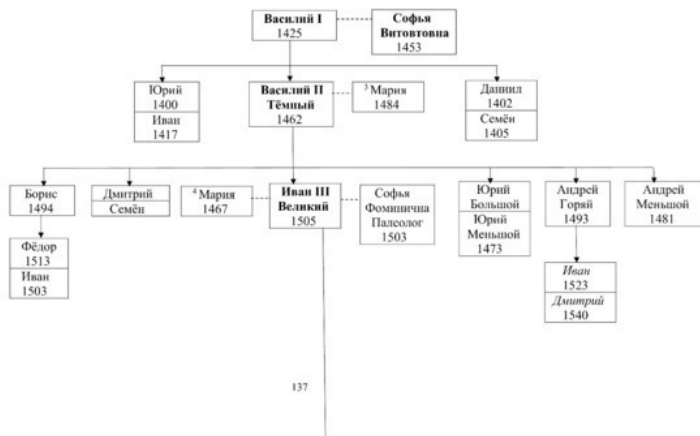 Василий I
1425
Софья
Витовтовна
1453
Юрий
1400
Иван
1417
Василий II
Тёмный
1462
³ Мария
1484
Даниил
1402
Семён
1405
Борис
1494
Дмитрий
Семён
⁴ Мария
1467
Иван III
Великий
1505
Софья
Фоминична
Палеолог
1503
Юрий
Большой
Юрий
Меньшой
1473
Андрей
Горяй
1493
Андрей
Меньшой
1481
Фёдор
1513
Иван
1503
Иван
1523
Дмитрий
1540
137